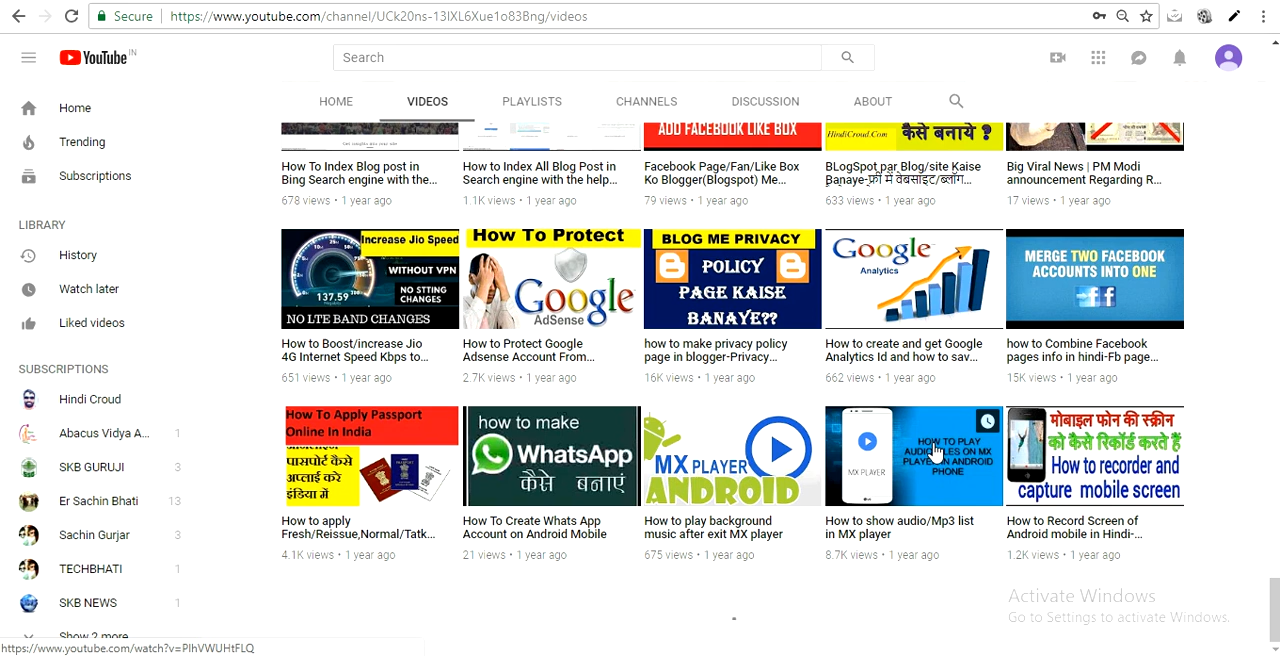 Secure
https://www.youtube.com/channel/UCk20ns-13lXL6Xue1o83Bng/videos
YouTube IN
Search
HOME VIDEOS PLAYLISTS CHANNELS DISCUSSION ABOUT
Home
Trending
Subscriptions
LIBRARY
History
Watch later
Liked videos
SUBSCRIPTIONS
Hindi Croud
Abacus Vidya A... 1
SKB GURUJI 3
Er Sachin Bhati 13
Sachin Gurjar 3
TECHBHATI 1
SKB NEWS 1
Show 2 more
ADD FACEBOOK LIKE BOX
HindiCroud.Com कैसे बनाये ?
How To Index Blog post in
Bing Search engine with the...
678 views • 1 year ago
How to Index All Blog Post in
Search engine with the help...
1.1K views • 1 year ago
Facebook Page/Fan/Like Box
Ko Blogger(Blogspot) Me...
79 views • 1 year ago
BLogSpot par Blog/site Kaise
Banaye-फ्री में वेबसाइट/ब्लॉग...
633 views • 1 year ago
Big Viral News | PM Modi
announcement Regarding R...
17 views • 1 year ago
Increase Jio Speed
WITHOUT VPN
NO STTING
CHANGES
137.59
NO LTE BAND CHANGES
How to Boost/increase Jio
4G Internet Speed Kbps to...
651 views • 1 year ago
How To Protect
Google
AdSense
How to Protect Google
Adsense Account From...
2.7K views • 1 year ago
BLOG ME PRIVACY
POLICY
PAGE KAISE
BANAYE??
how to make privacy policy
page in blogger-Privacy...
16K views • 1 year ago
Google
Analytics
How to create and get Google
Analytics Id and how to sav...
662 views • 1 year ago
MERGE TWO FACEBOOK
ACCOUNTS INTO ONE
how to Combine Facebook
pages info in hindi-Fb page...
15K views • 1 year ago
How To Apply Passport
Online In India
ऑनलाइन
पासपोर्ट कैसे
अप्लाई करे
इंडिया में
How to apply
Fresh/Reissue,Normal/Tatk...
4.1K views • 1 year ago
how to make
WhatsApp
कैसे बनाएं
How To Create Whats App
Account on Android Mobile
21 views • 1 year ago
MX PLAYER
ANDROID
How to play background
music after exit MX player
675 views • 1 year ago
MX PLAYER
HOW TO PLAY
AUDIO FILES ON MX
PLAYER IN ANDROID
PHONE
How to show audio/Mp3 list
in MX player
8.7K views • 1 year ago
मोबाइल फोन की स्क्रीन
को कैसे रिकॉर्ड करते हैं
How to recorder and
capture mobile screen
How to Record Screen of
Android mobile in Hindi-...
1.2K views • 1 year ago
Activate Windows
Go to Settings to activate Windows.
https://www.youtube.com/watch?v=PlhVWUHtFLQ